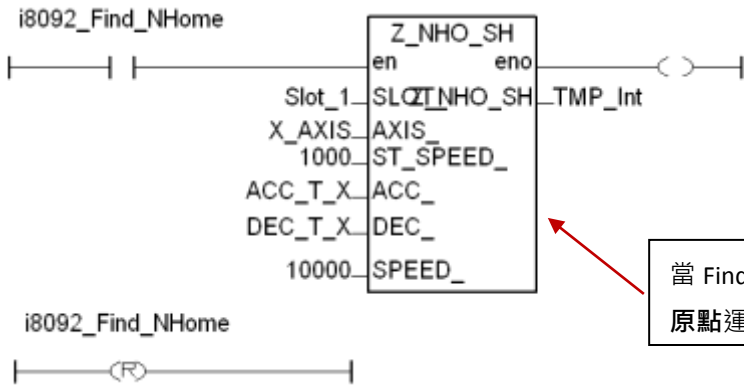 i8092_Find_NHome
Z_NHO_SH
en eno
Slot_1 SLOT_ Z_NHO_SH TMP_Int
X_AXIS AXIS_
1000 ST_SPEED_
ACC_T_X ACC_
DEC_T_X DEC_
10000 SPEED_
當 Find
原點運
i8092_Find_NHome
(R)